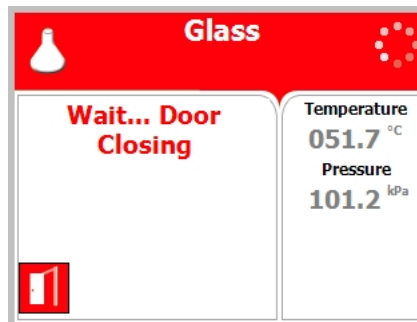 Glass
Wait... Door
Closing
Temperature
051.7 °C
Pressure
101.2 kPa